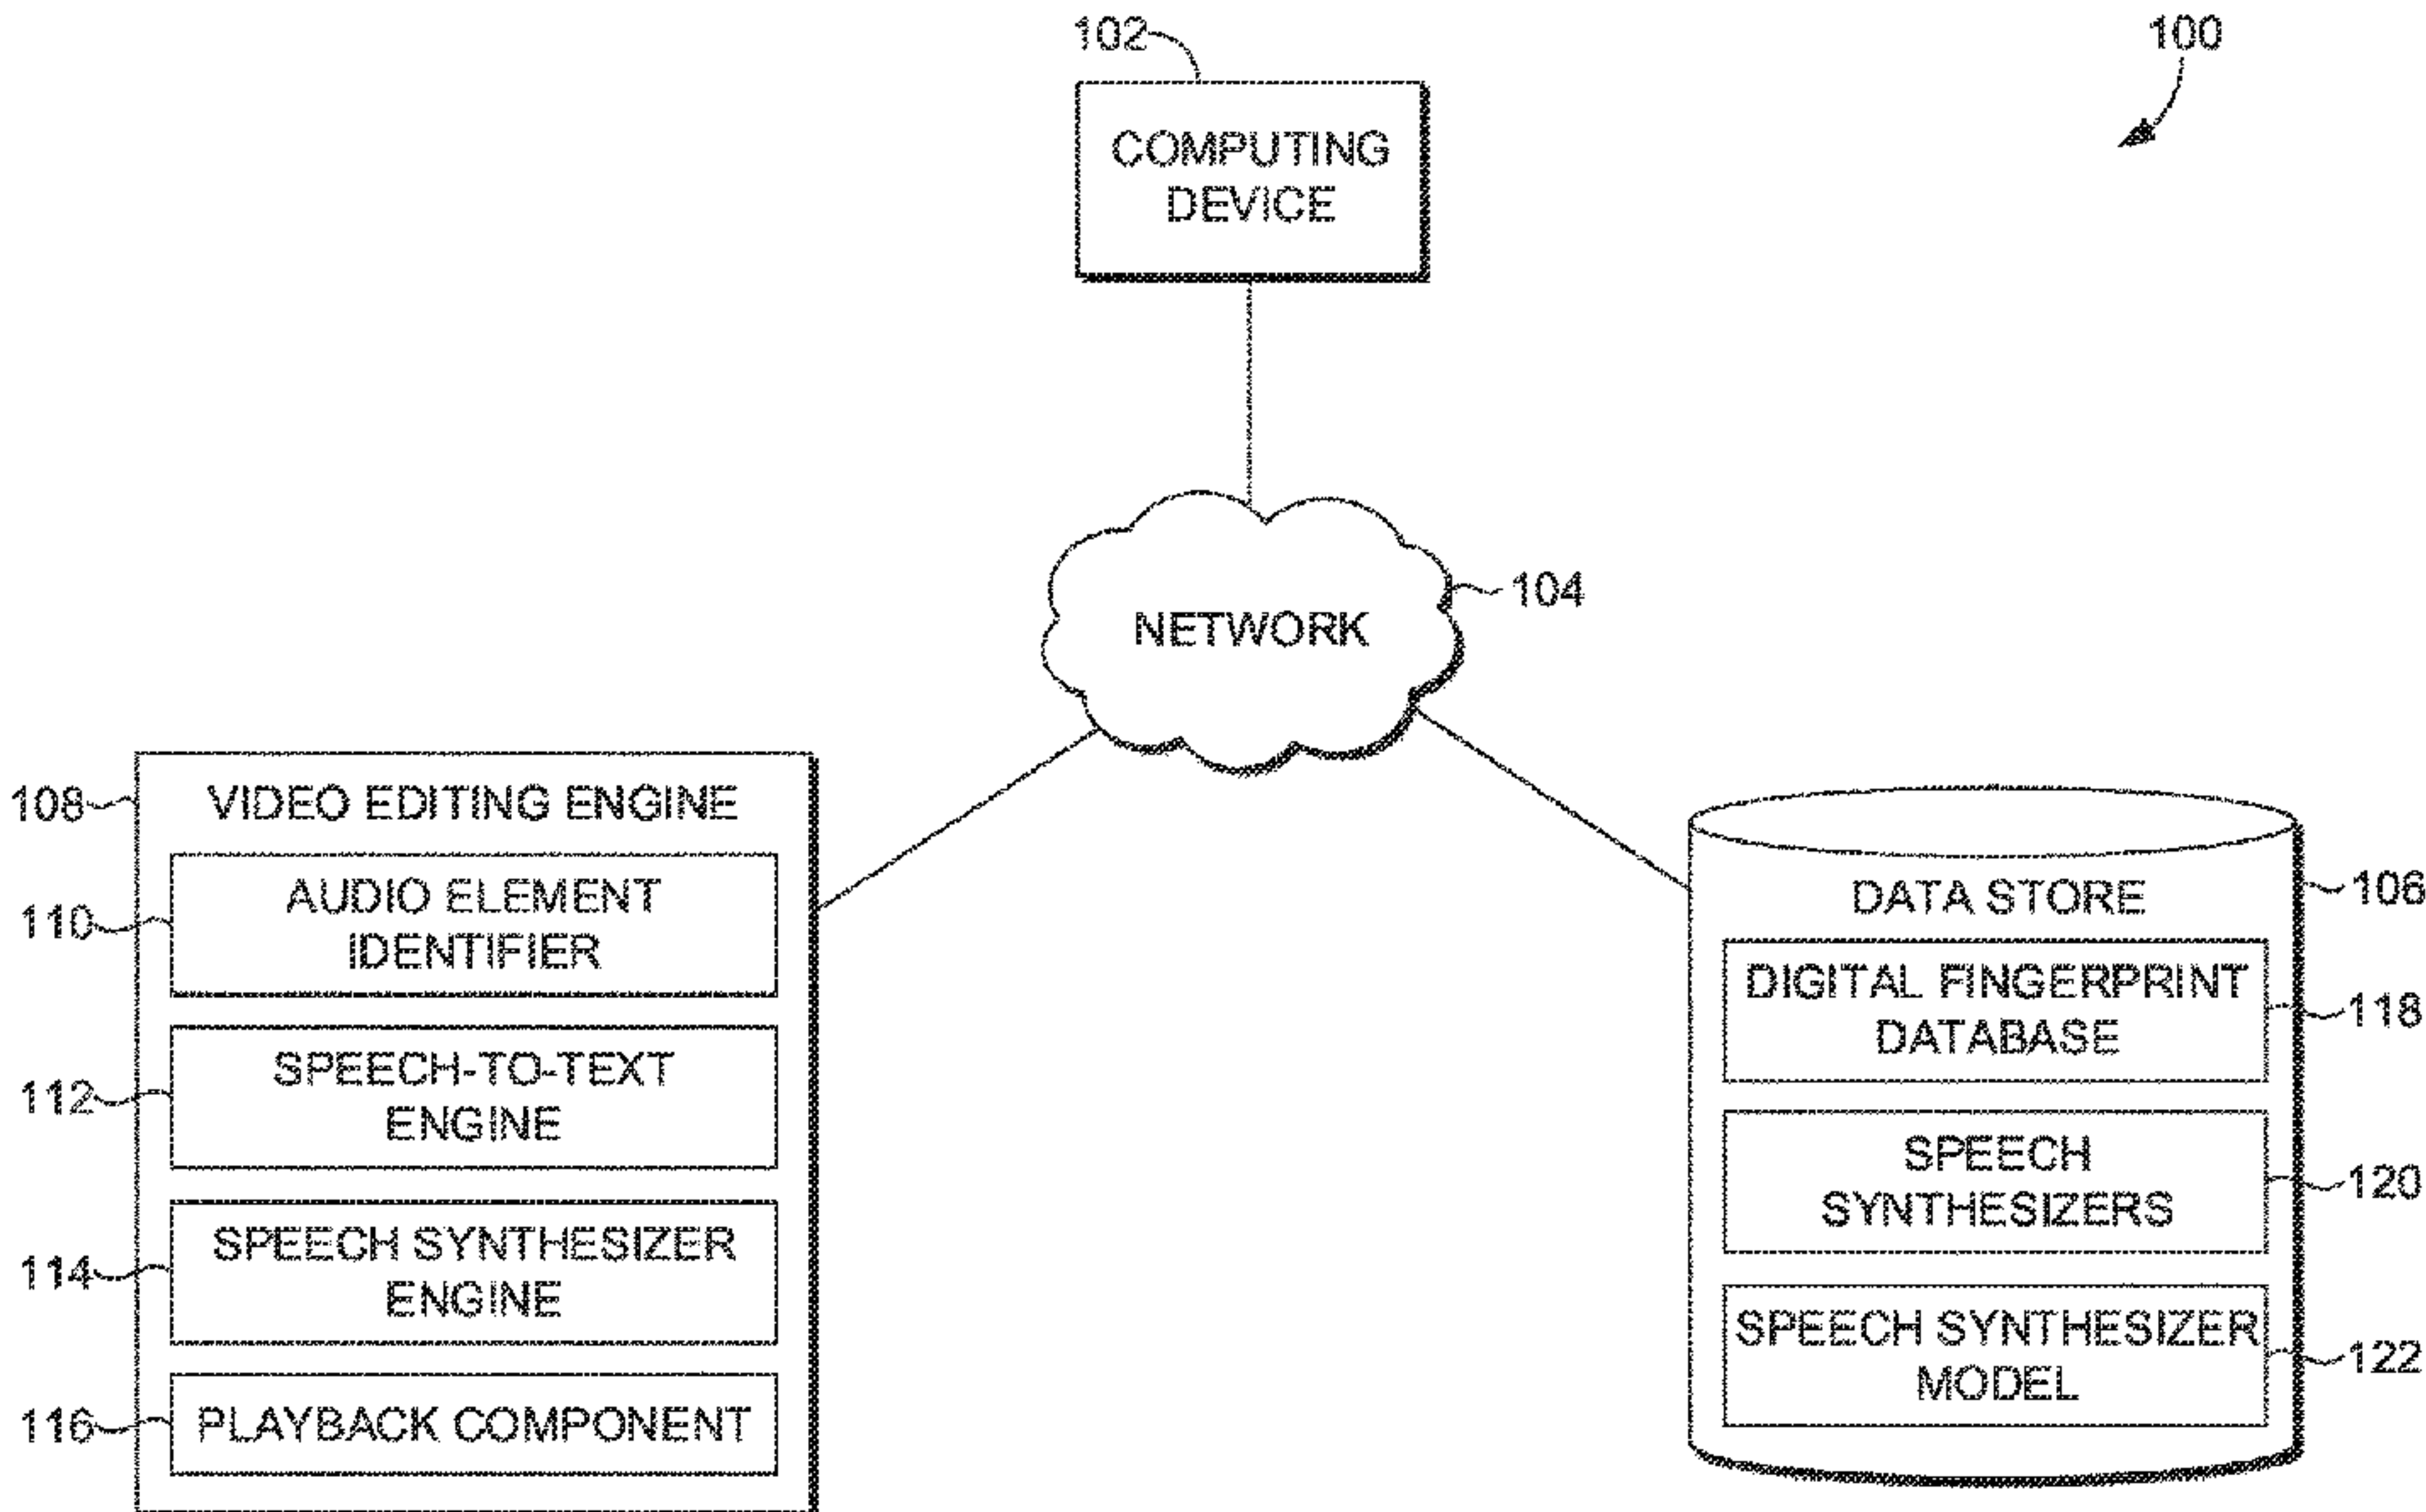 102
100
COMPUTING
DEVICE
NETWORK
104
108
VIDEO EDITING ENGINE
110
AUDIO ELEMENT
IDENTIFIER
112
SPEECH-TO-TEXT
ENGINE
114
SPEECH SYNTHESIZER
ENGINE
116
PLAYBACK COMPONENT
DATA STORE
106
DIGITAL FINGERPRINT
DATABASE
118
SPEECH
SYNTHESIZERS
120
SPEECH SYNTHESIZER
MODEL
122